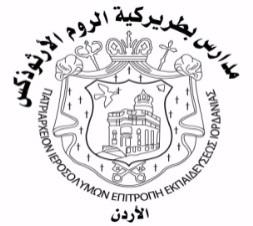 مدارس بطريركية الروم الأرثوذكس
ΠΑΤΡΙΑΡΧΕΙΟΝ ΙΕΡΟΣΟΛΥΜΩΝ ΕΠΙΤΡΟΠΗ ΕΚΠΑΙΔΕΥΣΕΩΣ ΙΟΡΔΑΝΙΑΣ
الأردن